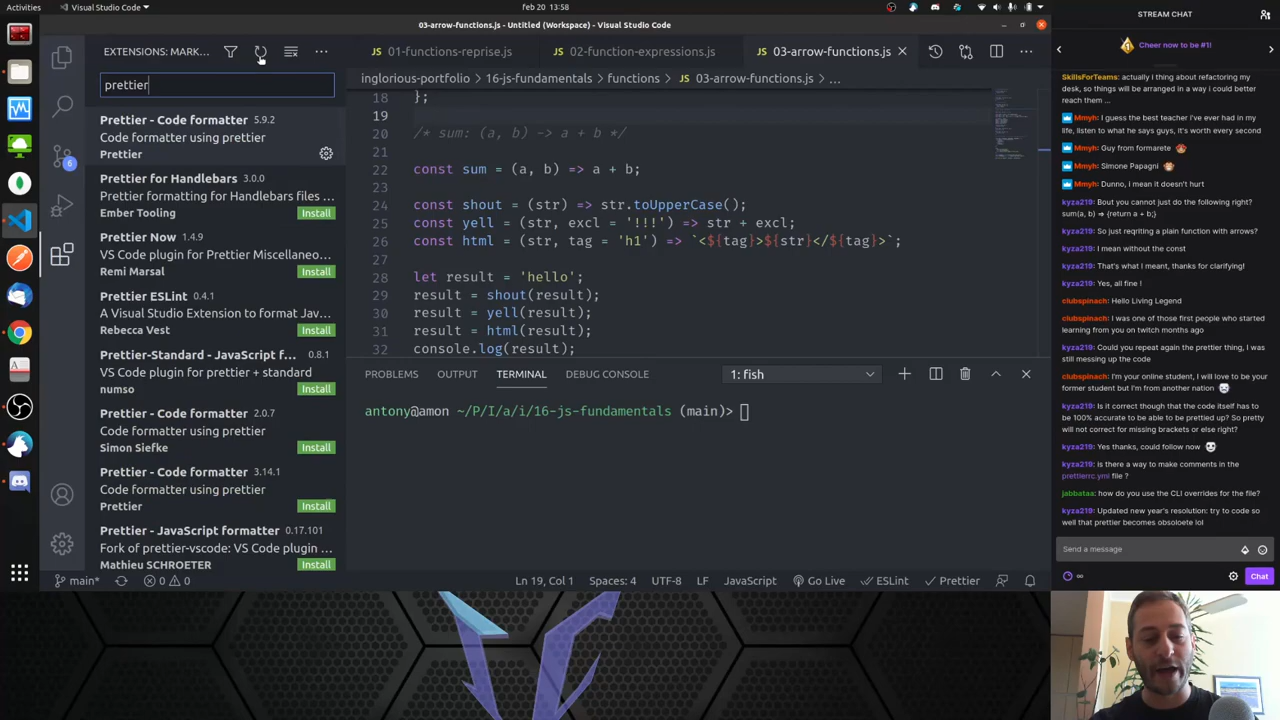 Activities
Visual Studio Code
feb 20 13:58
03-arrow-functions.js - Untitled (Workspace) - Visual Studio Code
EXTENSIONS: MARK...
prettier
Prettier - Code formatter 5.9.2
Code formatter using prettier
Prettier
Prettier for Handlebars 3.0.0
Prettier formatting for Handlebars files ...
Ember Tooling Install
Prettier Now 1.4.9
VS Code plugin for Prettier Miscellaneo...
Remi Marsal Install
Prettier ESLint 0.4.1
A Visual Studio Extension to format Jav...
Rebecca Vest Install
Prettier-Standard - JavaScript f... 0.8.1
VS Code plugin for prettier + standard
numso Install
Prettier - Code formatter 2.0.7
Code formatter using prettier
Simon Siefke Install
Prettier - Code formatter 3.14.1
Code formatter using prettier
Prettier Install
Prettier - JavaScript formatter 0.17.101
Fork of prettier-vscode: VS Code plugin ...
Mathieu SCHROETER Install
6
01-functions-reprise.js 02-function-expressions.js 03-arrow-functions.js
inglorious-portfolio > 16-js-fundamentals > functions > 03-arrow-functions.js > ...
18 };
19
20 /* sum: (a, b) -> a + b */
21
22 const sum = (a, b) => a + b;
23
24 const shout = (str) => str.toUpperCase();
25 const yell = (str, excl = '!!!') => str + excl;
26 const html = (str, tag = 'h1') => `<${tag}>${str}</${tag}>`;
27
28 let result = 'hello';
29 result = shout(result);
30 result = yell(result);
31 result = html(result);
32 console.log(result);
PROBLEMS OUTPUT TERMINAL DEBUG CONSOLE 1: fish
antony@amon ~/P/I/a/i/16-js-fundamentals (main)>
main* 0 0 Ln 19, Col 1 Spaces: 4 UTF-8 LF JavaScript Go Live ESLint Prettier
STREAM CHAT
1 Cheer now to be #1!
SkillsForTeams: actually i thing about refactoring my
desk, so things will be arranged in a way i could better
reach them ...
Mmyh: I guess the best teacher I've ever had in my
life, listen to what he says guys, it's worth every second
Mmyh: Guy from formarete
Mmyh: Simone Papagni
Mmyh: Dunno, I mean it doesn't hurt
kyza219: Bout you cannot just do the following right?
sum(a, b) => {return a + b;}
kyza219: So just reqriting a plain function with arrows?
kyza219: I mean without the const
kyza219: That's what I meant, thanks for clarifying!
kyza219: Yes, all fine !
clubspinach: Hello Living Legend
clubspinach: I was one of those first people who started
learning from you on twitch months ago
kyza219: Could you repeat again the prettier thing, I was
still messing up the code
clubspinach: I'm your online student, I will love to be your
former student but I'm from another nation
kyza219: Is it correct though that the code itself has to
be 100% accurate to be able to be prettied up? So
pretty will not correct for missing brackets or else right?
kyza219: Yes thanks, could follow now
kyza219: is there a way to make comments in the
prettierrc.yml file ?
jabbataa: how do you use the CLI overrides for the file?
kyza219: Updated new year's resolution: try to code so
well that prettier becomes obsoloete lol
Send a message
∞ Chat